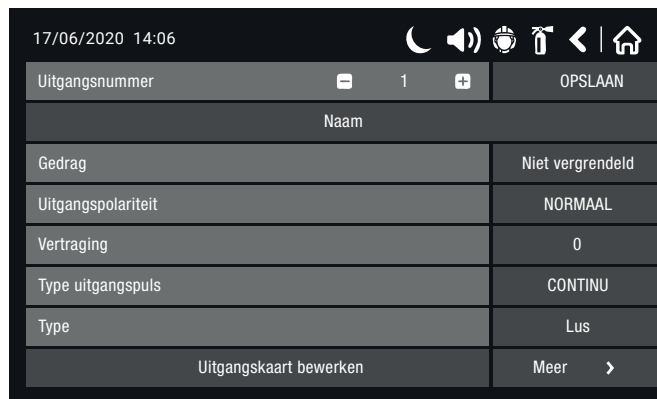 17/06/2020 14:06
Uitgangsnummer 1 OPSLAAN
Naam
Gedrag Niet vergrendeld
Uitgangspolariteit NORMAAL
Vertraging 0
Type uitgangspuls CONTINU
Type Lus
Uitgangskaart bewerken Meer